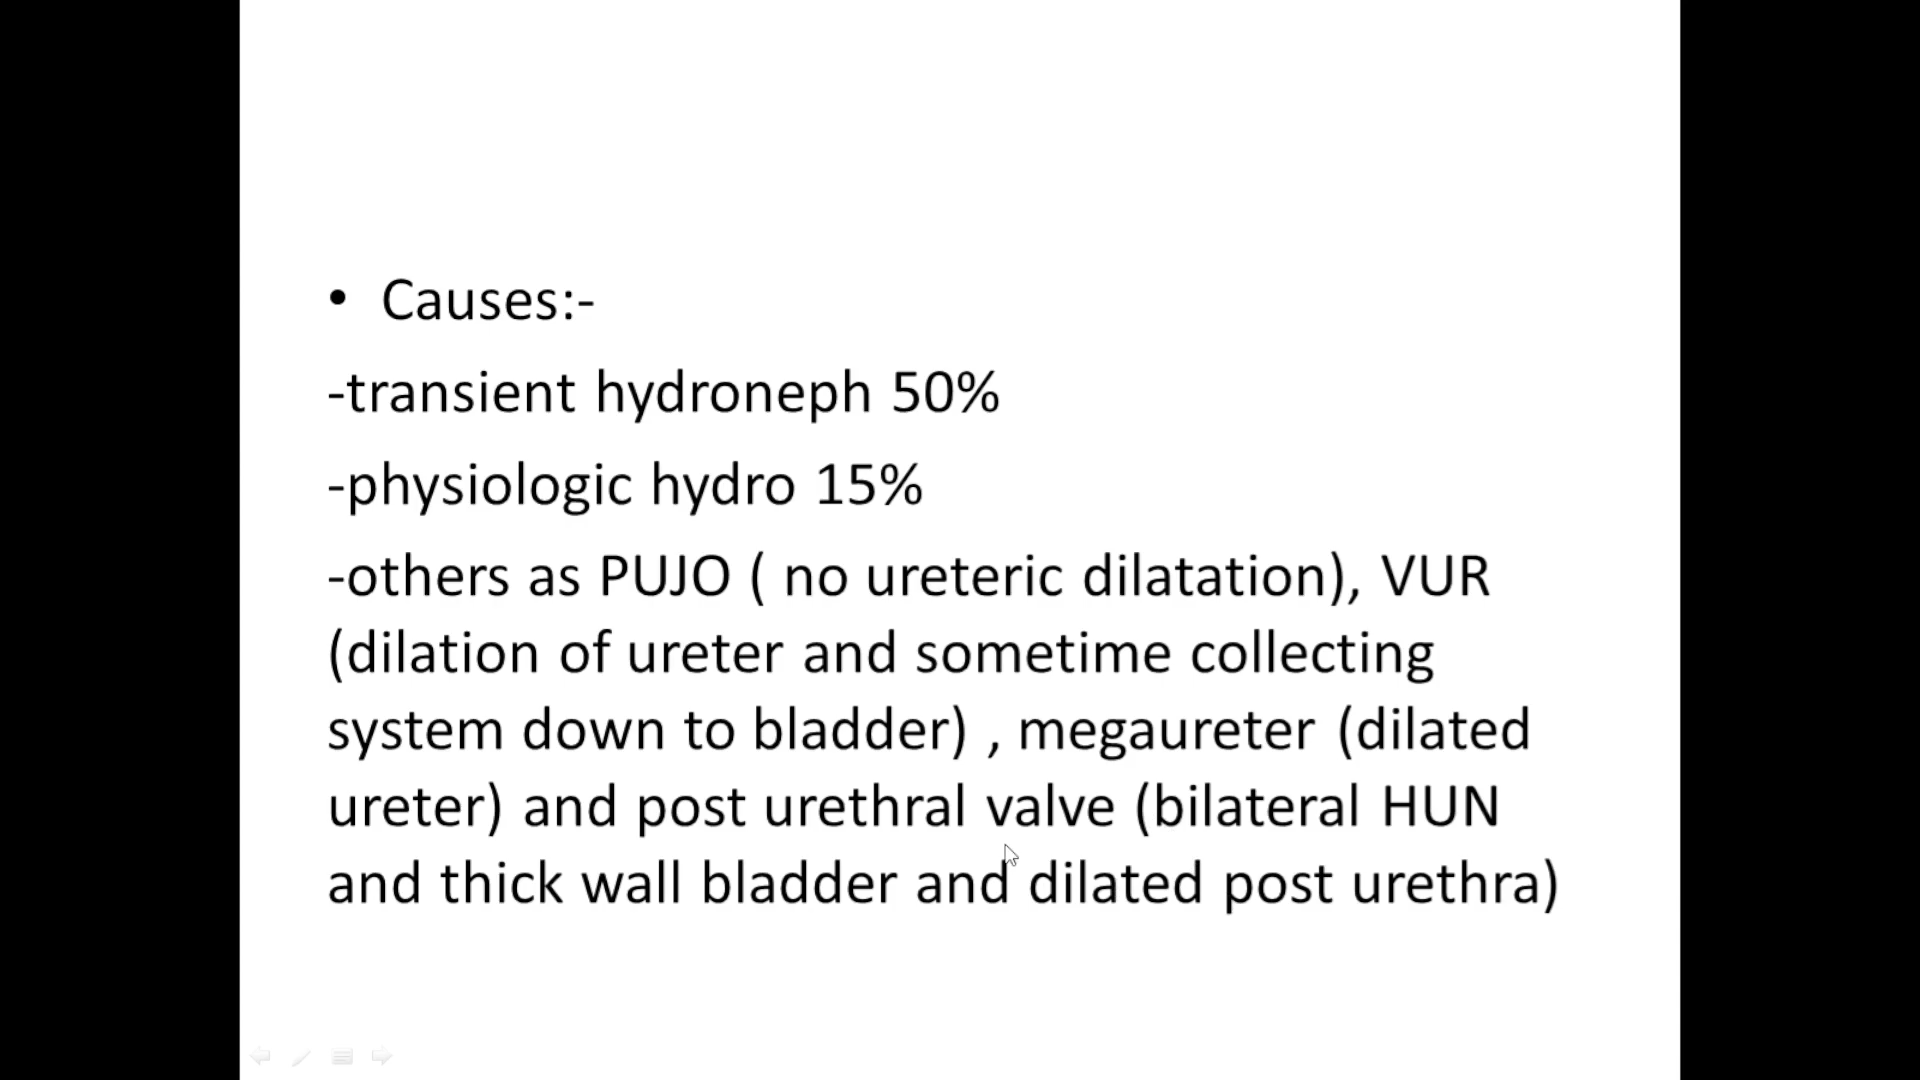 • Causes:-
-transient hydroneph 50%
-physiologic hydro 15%
-others as PUJO ( no ureteric dilatation), VUR
(dilation of ureter and sometime collecting
system down to bladder) , megaureter (dilated
ureter) and post urethral valve (bilateral HUN
and thick wall bladder and dilated post urethra)